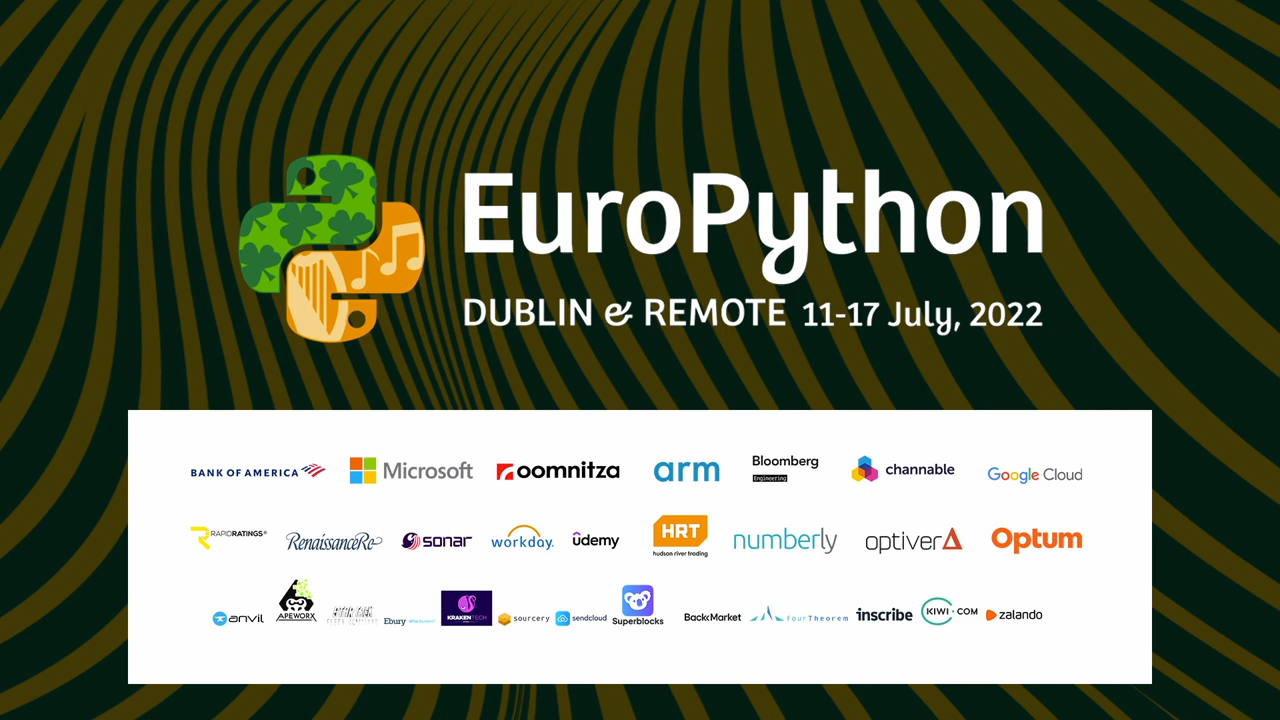 EuroPython
DUBLIN & REMOTE 11-17 July, 2022
BANK OF AMERICA Microsoft oomnitza arm Bloomberg Engineering channable Google Cloud
RAPIDRATINGS® RenaissanceRe sonar workday. udemy HRT hudson river trading numberly optiver Optum
anvil APEWORX Ebury KRAKENTECH sourcery sendcloud Superblocks BackMarket fourTheorem inscribe KIWI.COM zalando